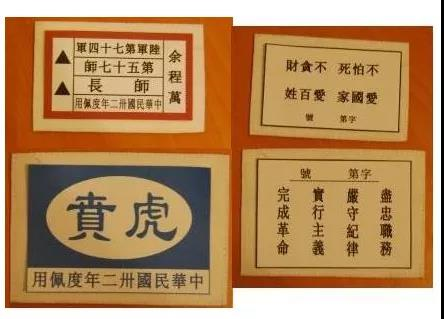 余程萬
陸軍第七十四軍
第五十七師
師長
中華民國卅二年度佩用
不怕死 不貪財
愛國家 愛百姓
字第 號
虎賁
中華民國卅二年度佩用
字第 號
盡忠職務
嚴守紀律
實行主義
完成革命